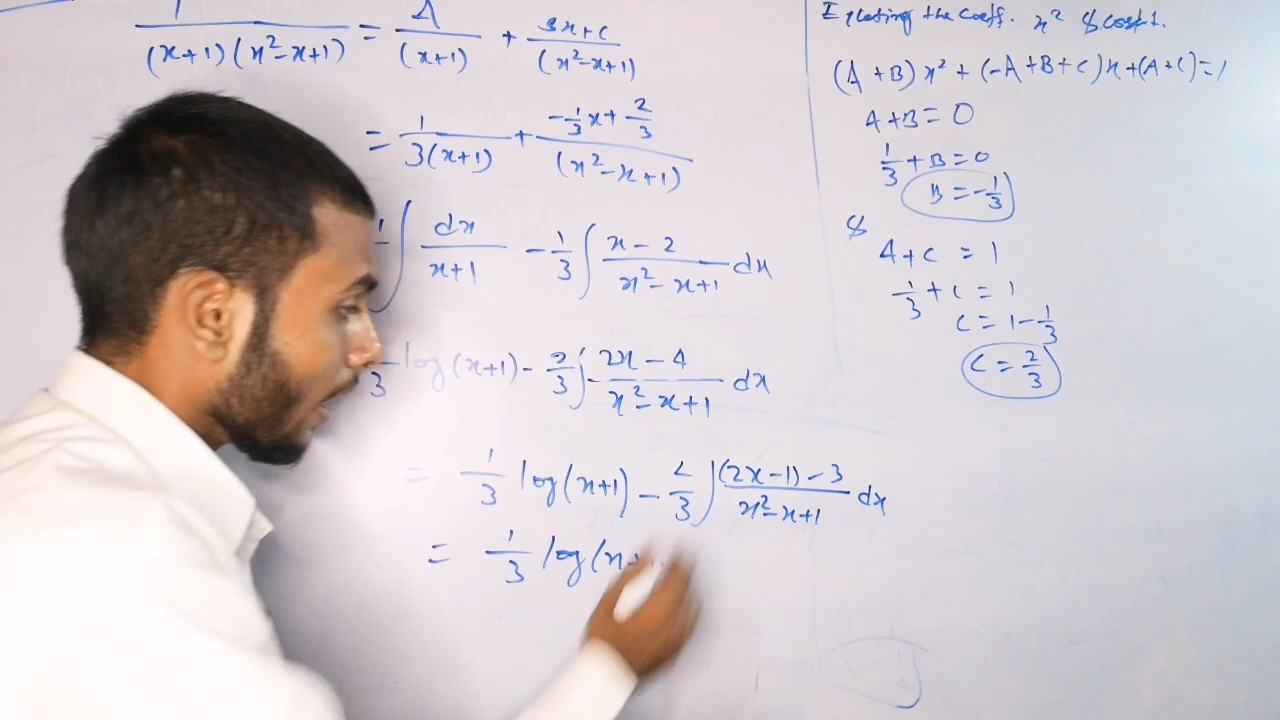 1/((x+1)(x²-x+1)) = A/(x+1) + (Bx+C)/(x²-x+1)
= 1/(3(x+1)) + (-1/3 x + 2/3)/(x²-x+1)
∫ dx/(x+1) - 1/3 ∫ (x-2)/(x²-x+1) dx
/3 log(x+1) - 2/3 ∫ (2x-4)/(x²-x+1) dx
= 1/3 log(x+1) - 2/3 ∫ ((2x-1)-3)/(x²-x+1) dx
= 1/3 log(x+
Equating the coeff. x² & const.
(A+B)x² + (-A+B+C)x + (A+C) = 1
A+B = 0
1/3 + B = 0
B = -1/3
&
A+C = 1
1/3 + C = 1
C = 1 - 1/3
C = 2/3